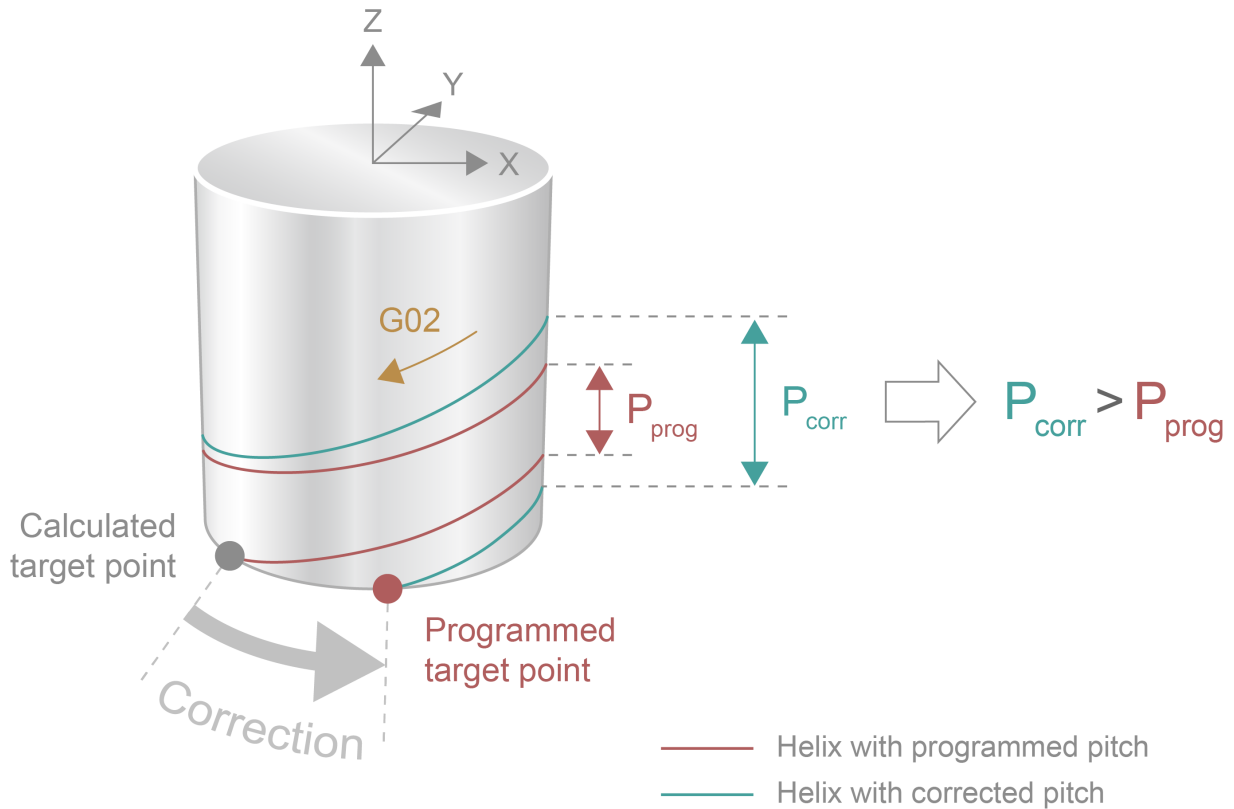 Z
Y
X
G02
P prog
P corr
P corr > P prog
Calculated
target point
Programmed
target point
Correction
Helix with programmed pitch
Helix with corrected pitch